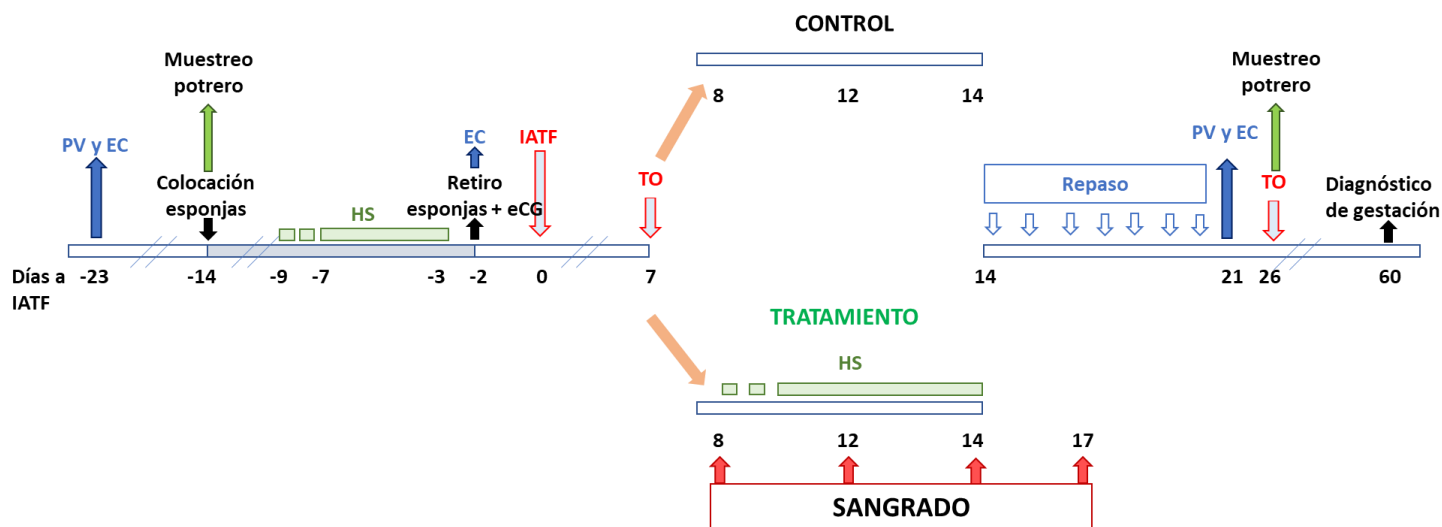 CONTROL
8 12 14
Muestreo
potrero
PV y EC
Colocación
esponjas
HS
EC
Retiro
esponjas + eCG
IATF
TO
Días a
IATF
-23 -14 -9 -7 -3 -2 0 7
TRATAMIENTO
HS
8 12 14 17
SANGRADO
Repaso
PV y EC
Muestreo
potrero
TO
Diagnóstico
de gestación
14 21 26 60